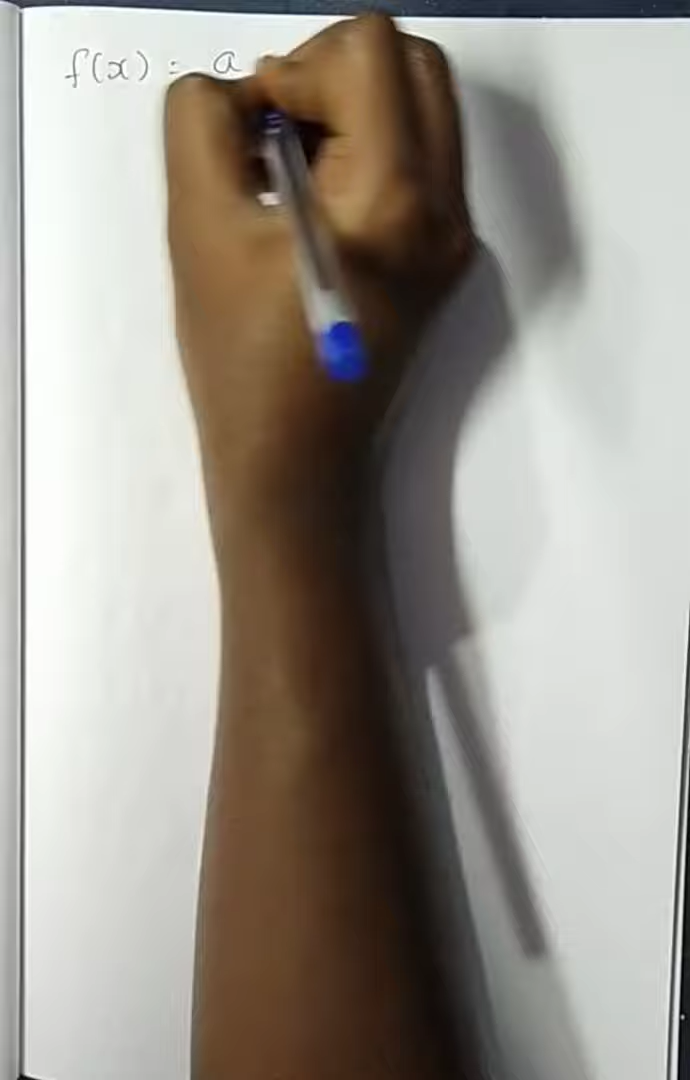 f(x) = a